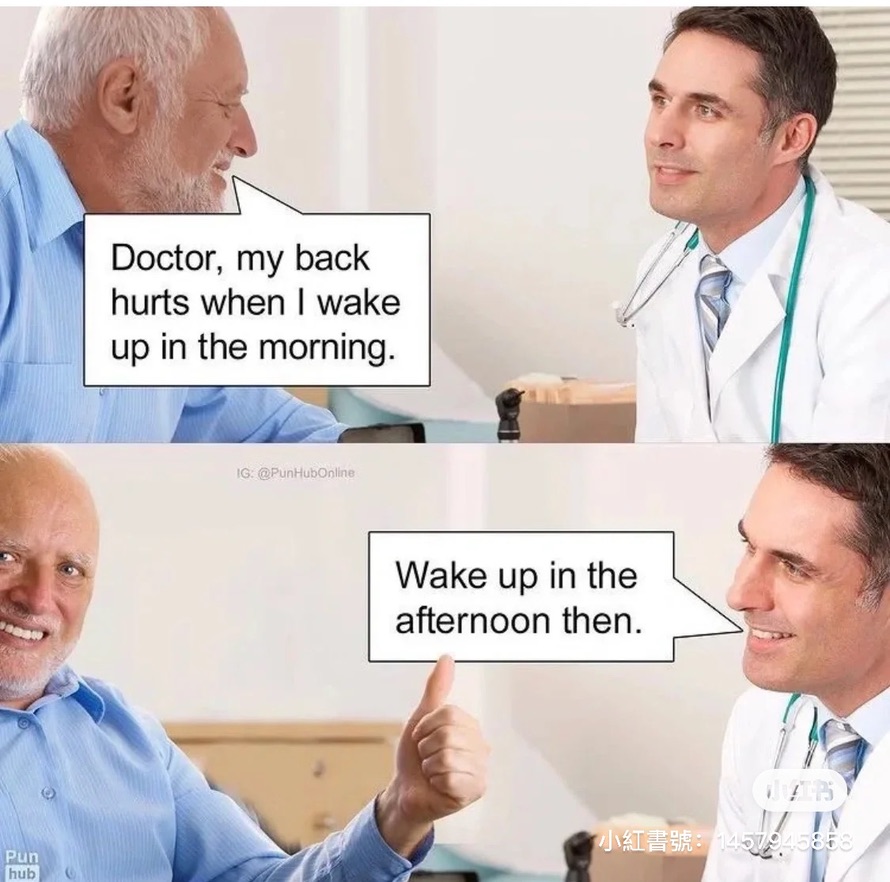 Doctor, my back
hurts when I wake
up in the morning.
IG: @PunHubOnline
Wake up in the
afternoon then.
小红书
小紅書號：1457945858
Pun
hub